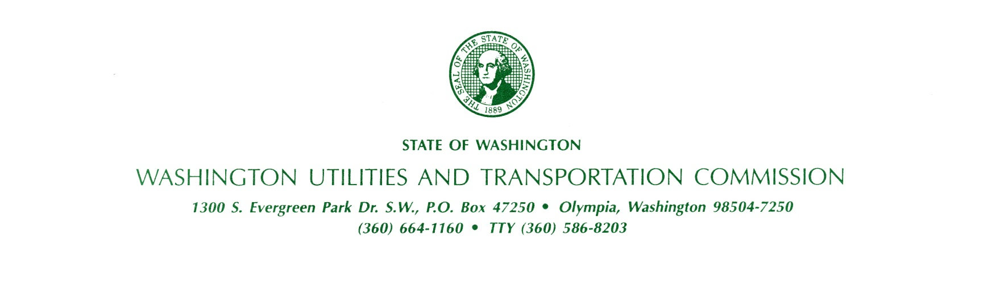 THE SEAL OF THE STATE OF WASHINGTON
1889
STATE OF WASHINGTON
WASHINGTON UTILITIES AND TRANSPORTATION COMMISSION
1300 S. Evergreen Park Dr. S.W., P.O. Box 47250 • Olympia, Washington 98504-7250
(360) 664-1160 • TTY (360) 586-8203